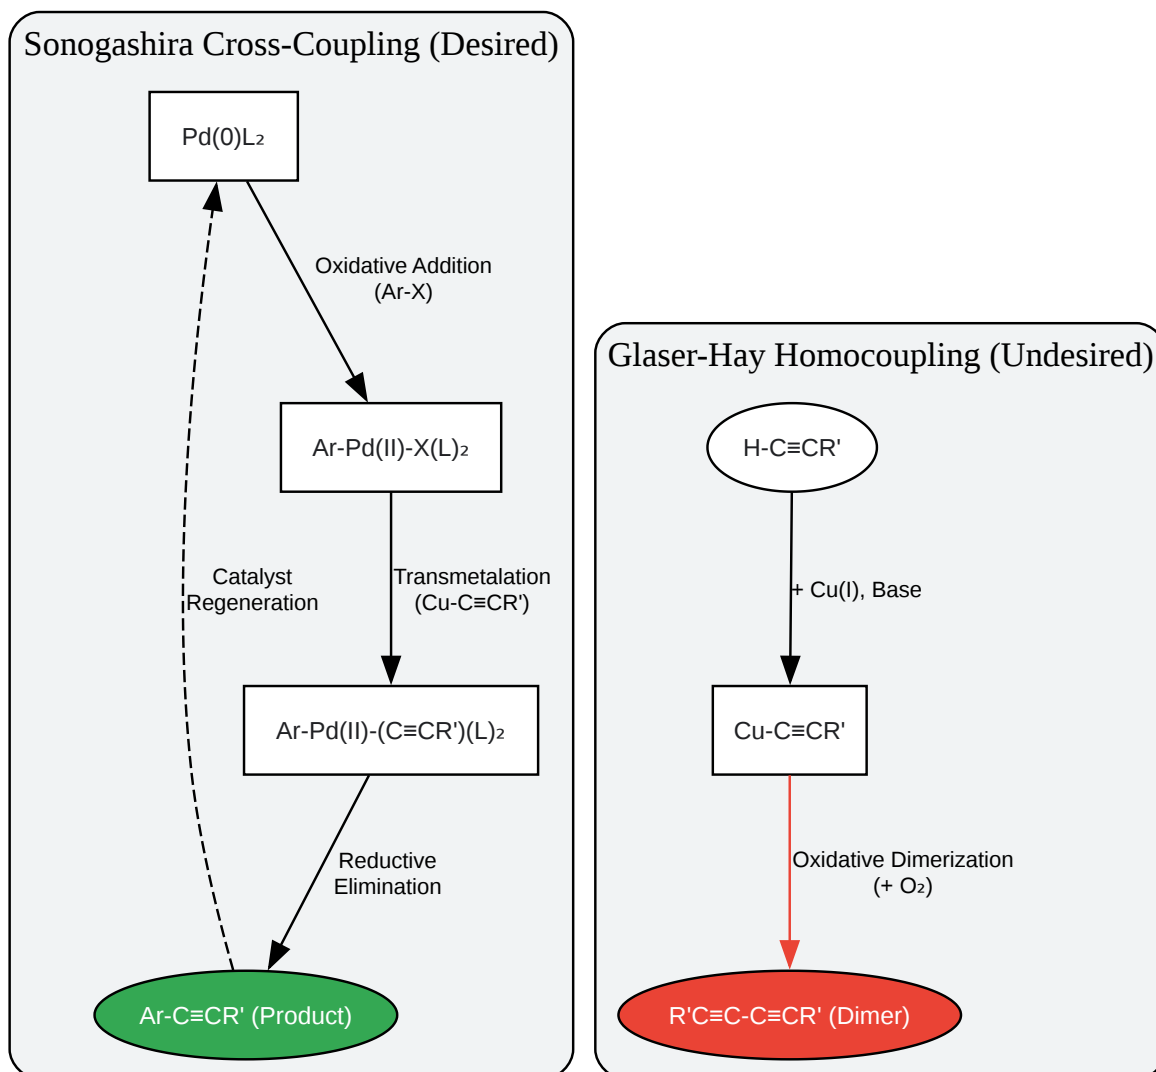 Sonogashira Cross-Coupling (Desired)
Pd(0)L₂
Oxidative Addition
(Ar-X)
Ar-Pd(II)-X(L)₂
Catalyst
Regeneration
Transmetalation
(Cu-C≡CR')
Ar-Pd(II)-(C≡CR')(L)₂
Reductive
Elimination
Ar-C≡CR' (Product)
Glaser-Hay Homocoupling (Undesired)
H-C≡CR'
+ Cu(I), Base
Cu-C≡CR'
Oxidative Dimerization
(+ O₂)
R'C≡C-C≡CR' (Dimer)